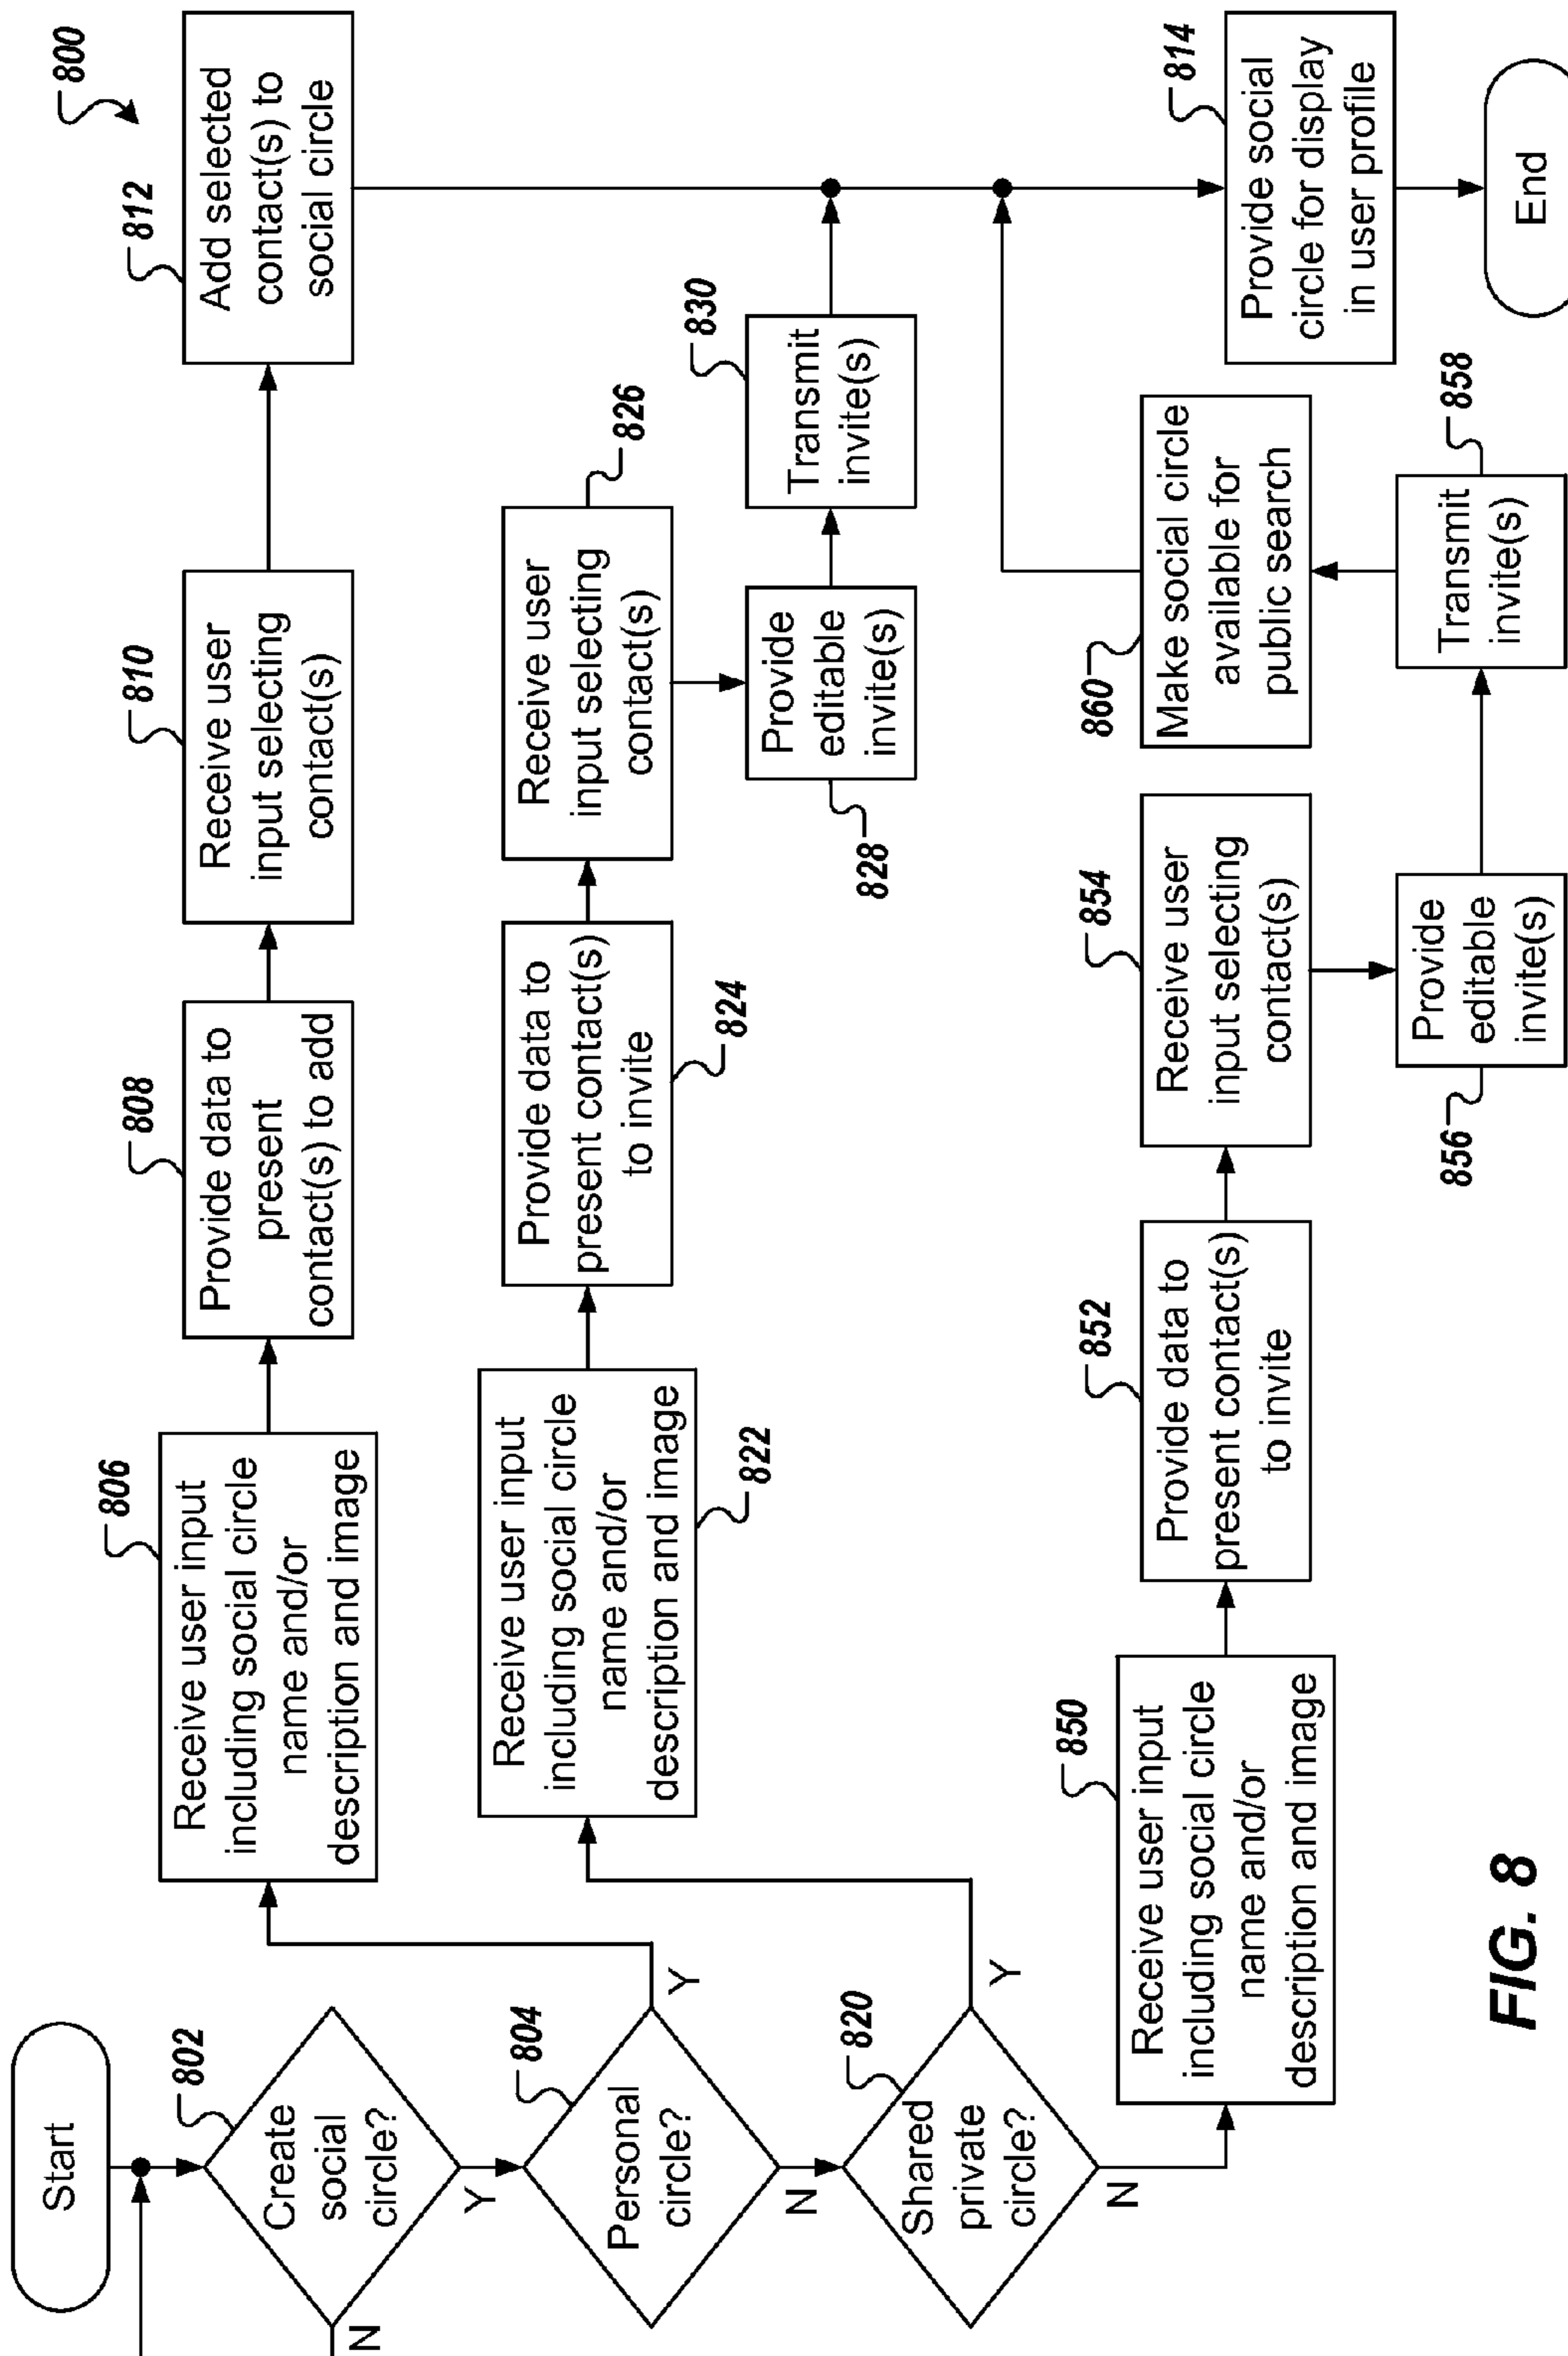 800
Start
802
Create
social
circle?
N
Y
804
Personal
circle?
Y
N
820
Shared
private
circle?
Y
N
806
Receive user input
including social circle
name and/or
description and image
808
Provide data to
present
contact(s) to add
810
Receive user
input selecting
contact(s)
812
Add selected
contact(s) to
social circle
822
Receive user input
including social circle
name and/or
description and image
824
Provide data to
present contact(s)
to invite
826
Receive user
input selecting
contact(s)
828
Provide
editable
invite(s)
830
Transmit
invite(s)
850
Receive user input
including social circle
name and/or
description and image
852
Provide data to
present contact(s)
to invite
854
Receive user
input selecting
contact(s)
856
Provide
editable
invite(s)
858
Transmit
invite(s)
860
Make social circle
available for
public search
814
Provide social
circle for display
in user profile
End
FIG. 8